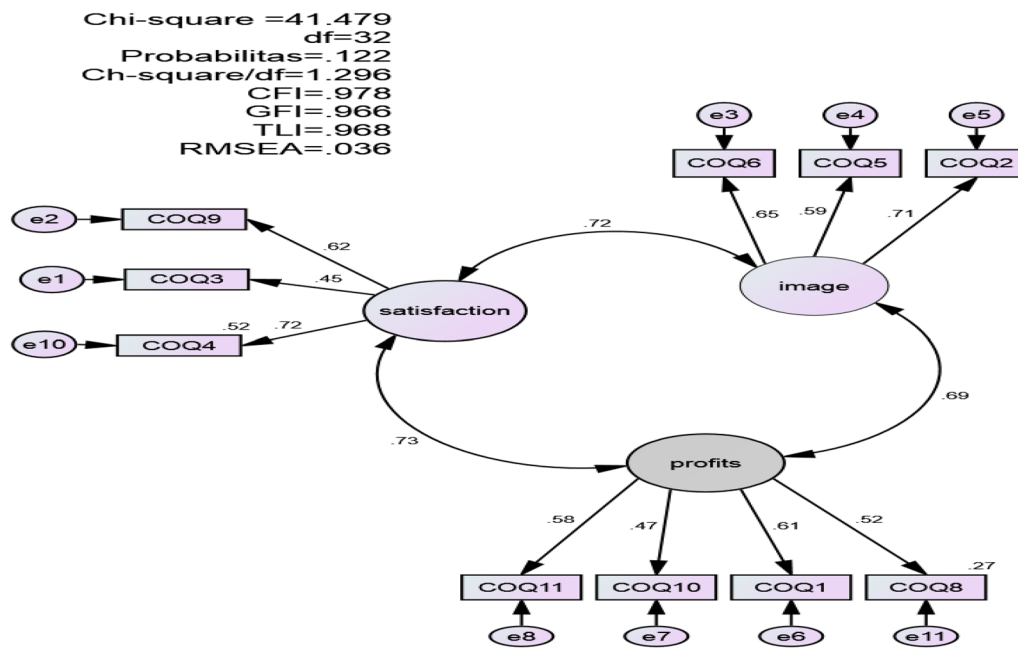 Chi-square =41.479
df=32
Probabilitas=.122
Ch-square/df=1.296
CFI=.978
GFI=.966
TLI=.968
RMSEA=.036
e3
e4
e5
COQ6
COQ5
COQ2
.65
.59
.71
image
e2
COQ9
.62
e1
COQ3
.45
e10
COQ4
.52
.72
satisfaction
.72
.73
.69
profits
.58
.47
.61
.52
.27
COQ11
COQ10
COQ1
COQ8
e8
e7
e6
e11